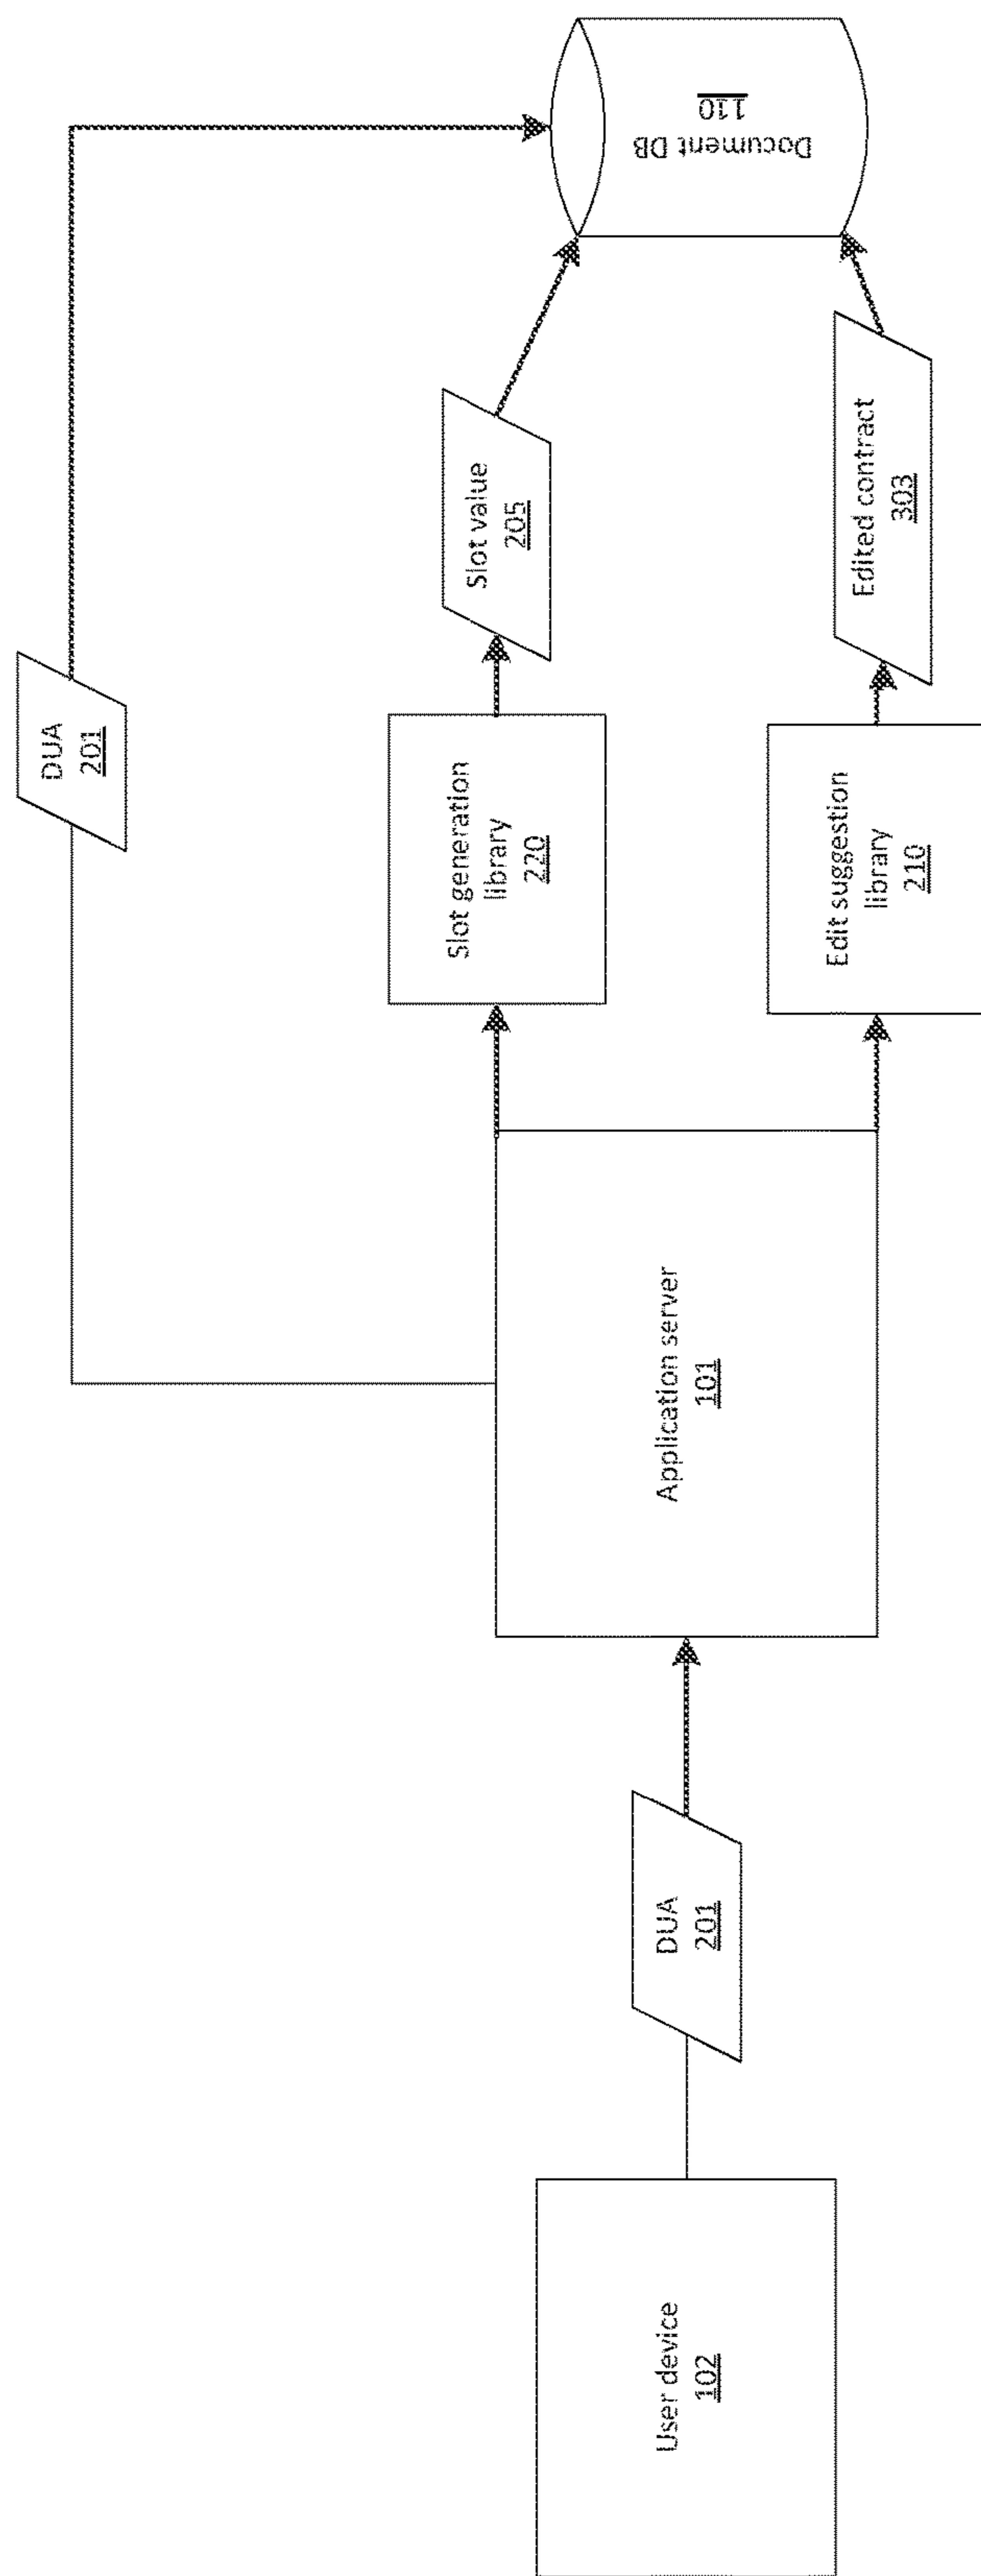 User device
102
DUA
201
Application server
101
DUA
201
Slot generation
library
220
Slot value
205
Edit suggestion
library
210
Edited contract
303
Document DB
110